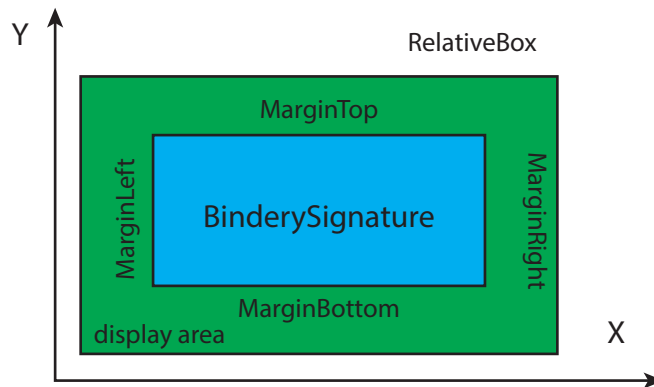 Y
RelativeBox
MarginTop
MarginLeft
BinderySignature
MarginRight
MarginBottom
display area
X